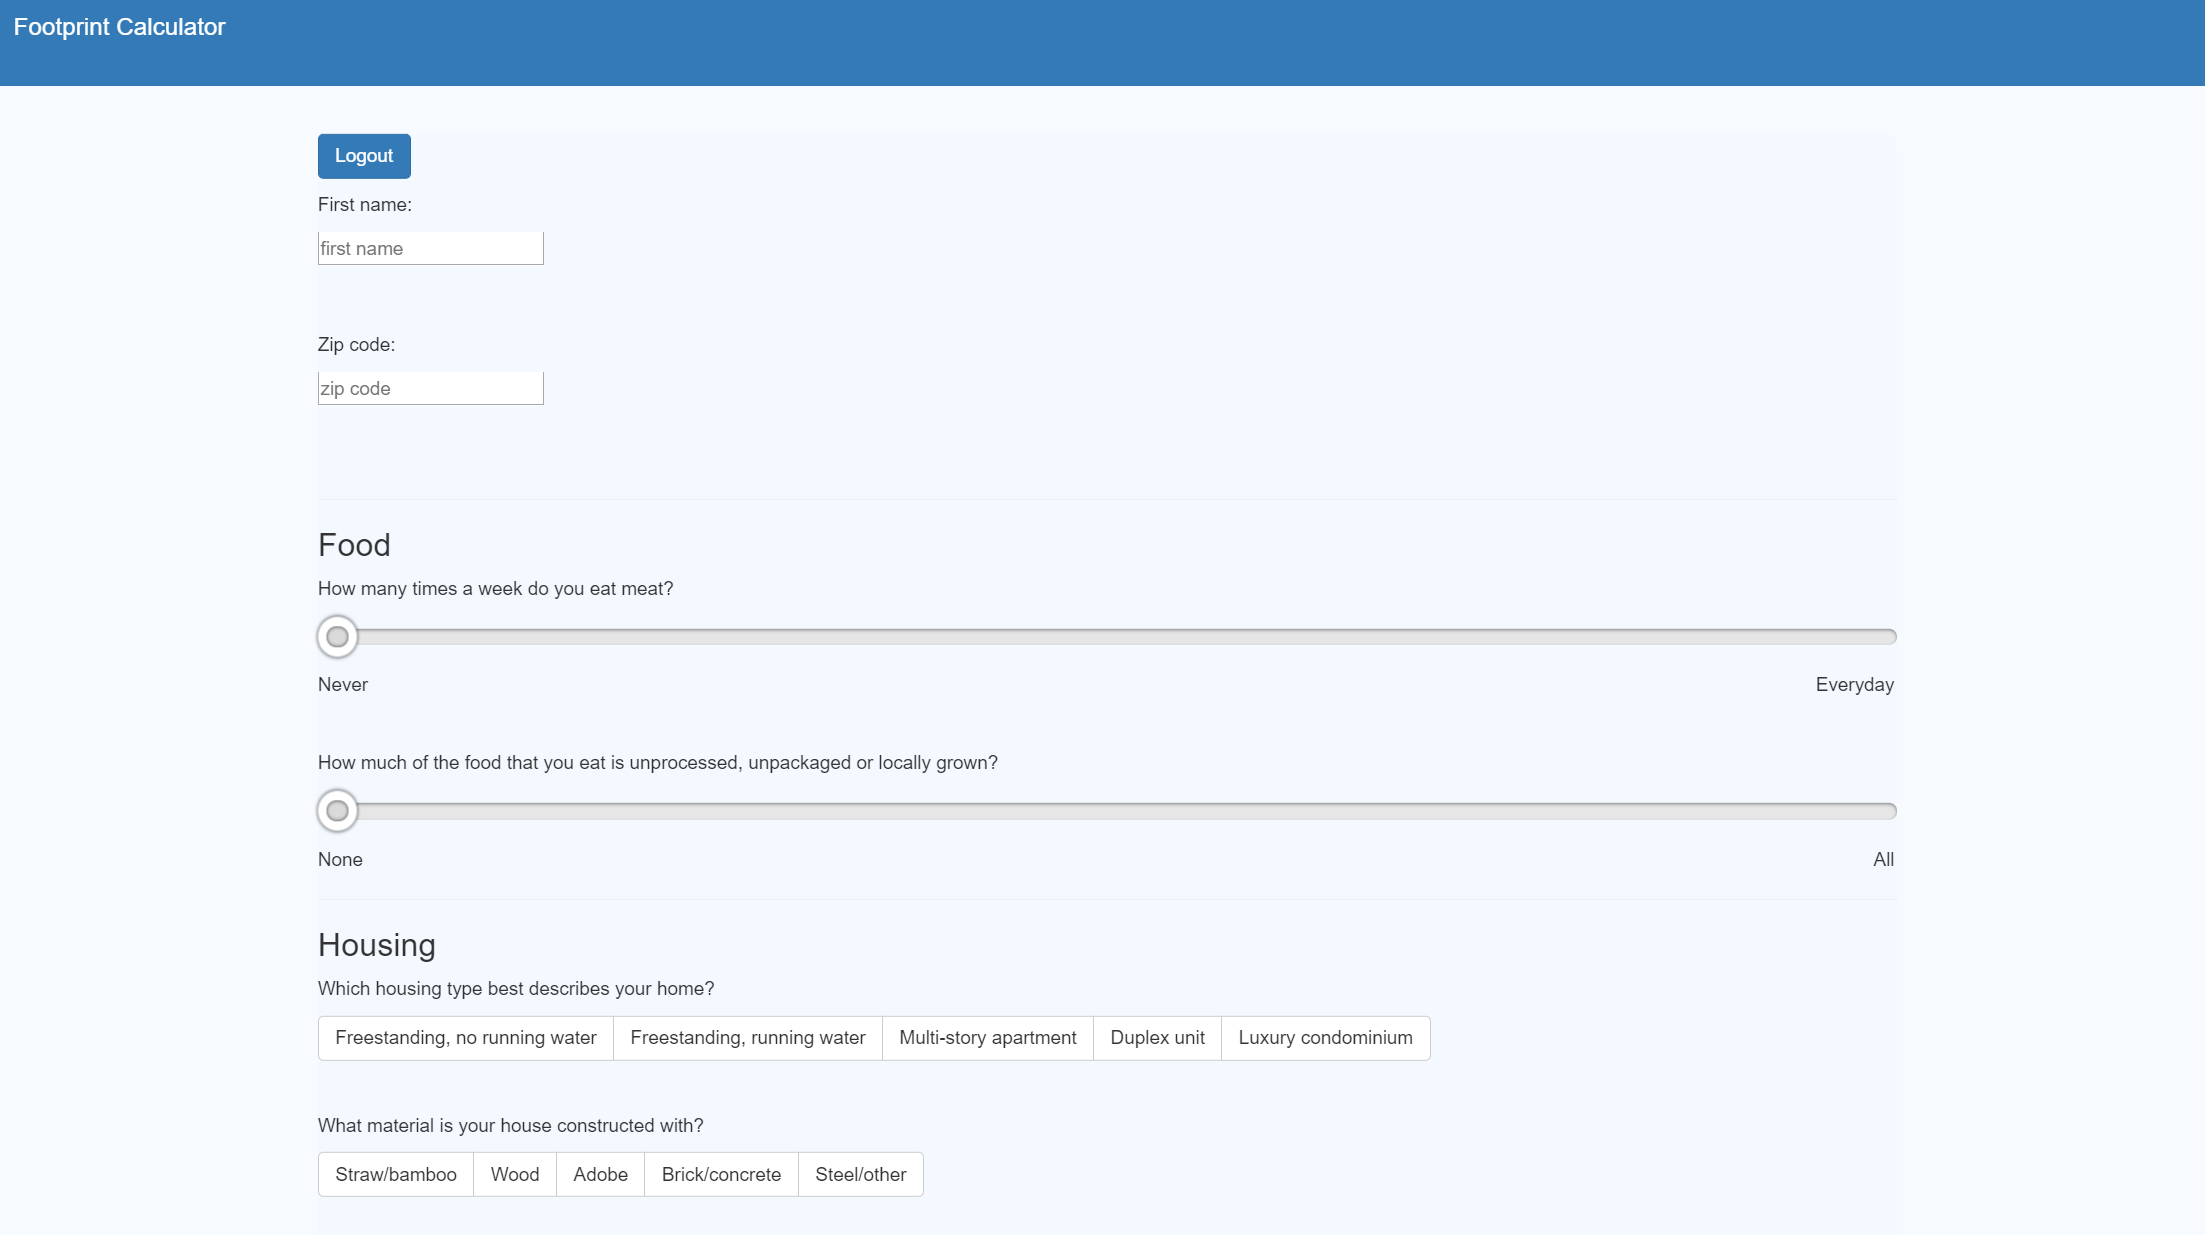 Footprint Calculator
Logout
First name:
first name
Zip code:
zip code
Food
How many times a week do you eat meat?
Never Everyday
How much of the food that you eat is unprocessed, unpackaged or locally grown?
None All
Housing
Which housing type best describes your home?
Freestanding, no running water Freestanding, running water Multi-story apartment Duplex unit Luxury condominium
What material is your house constructed with?
Straw/bamboo Wood Adobe Brick/concrete Steel/other